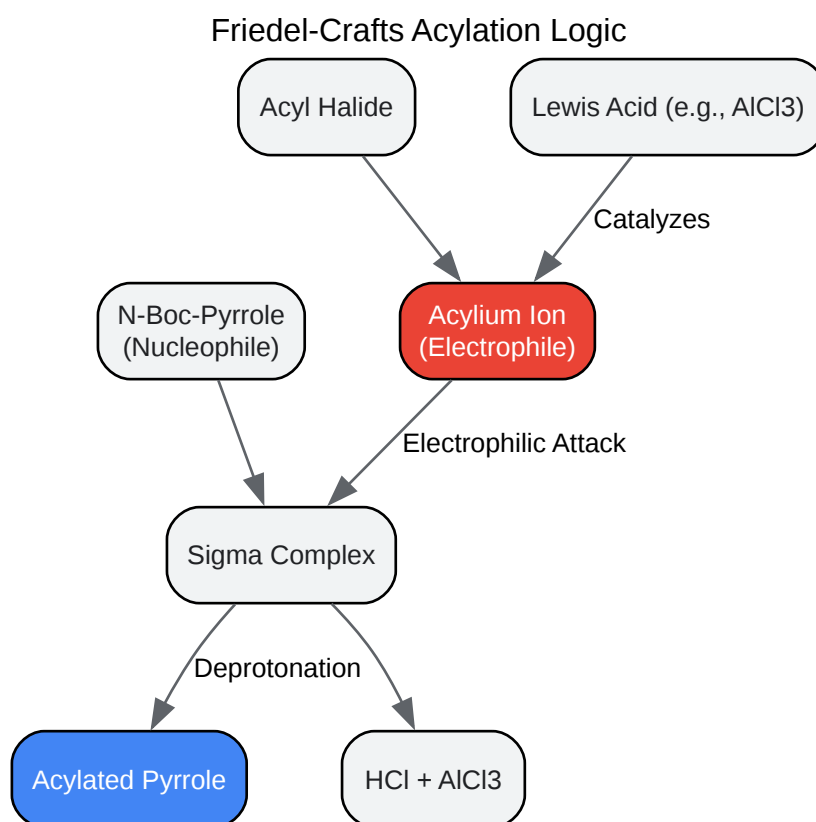 Friedel-Crafts Acylation Logic
Acyl Halide
Lewis Acid (e.g., AlCl3)
Catalyzes
N-Boc-Pyrrole
(Nucleophile)
Acylium Ion
(Electrophile)
Electrophilic Attack
Sigma Complex
Deprotonation
Acylated Pyrrole
HCl + AlCl3